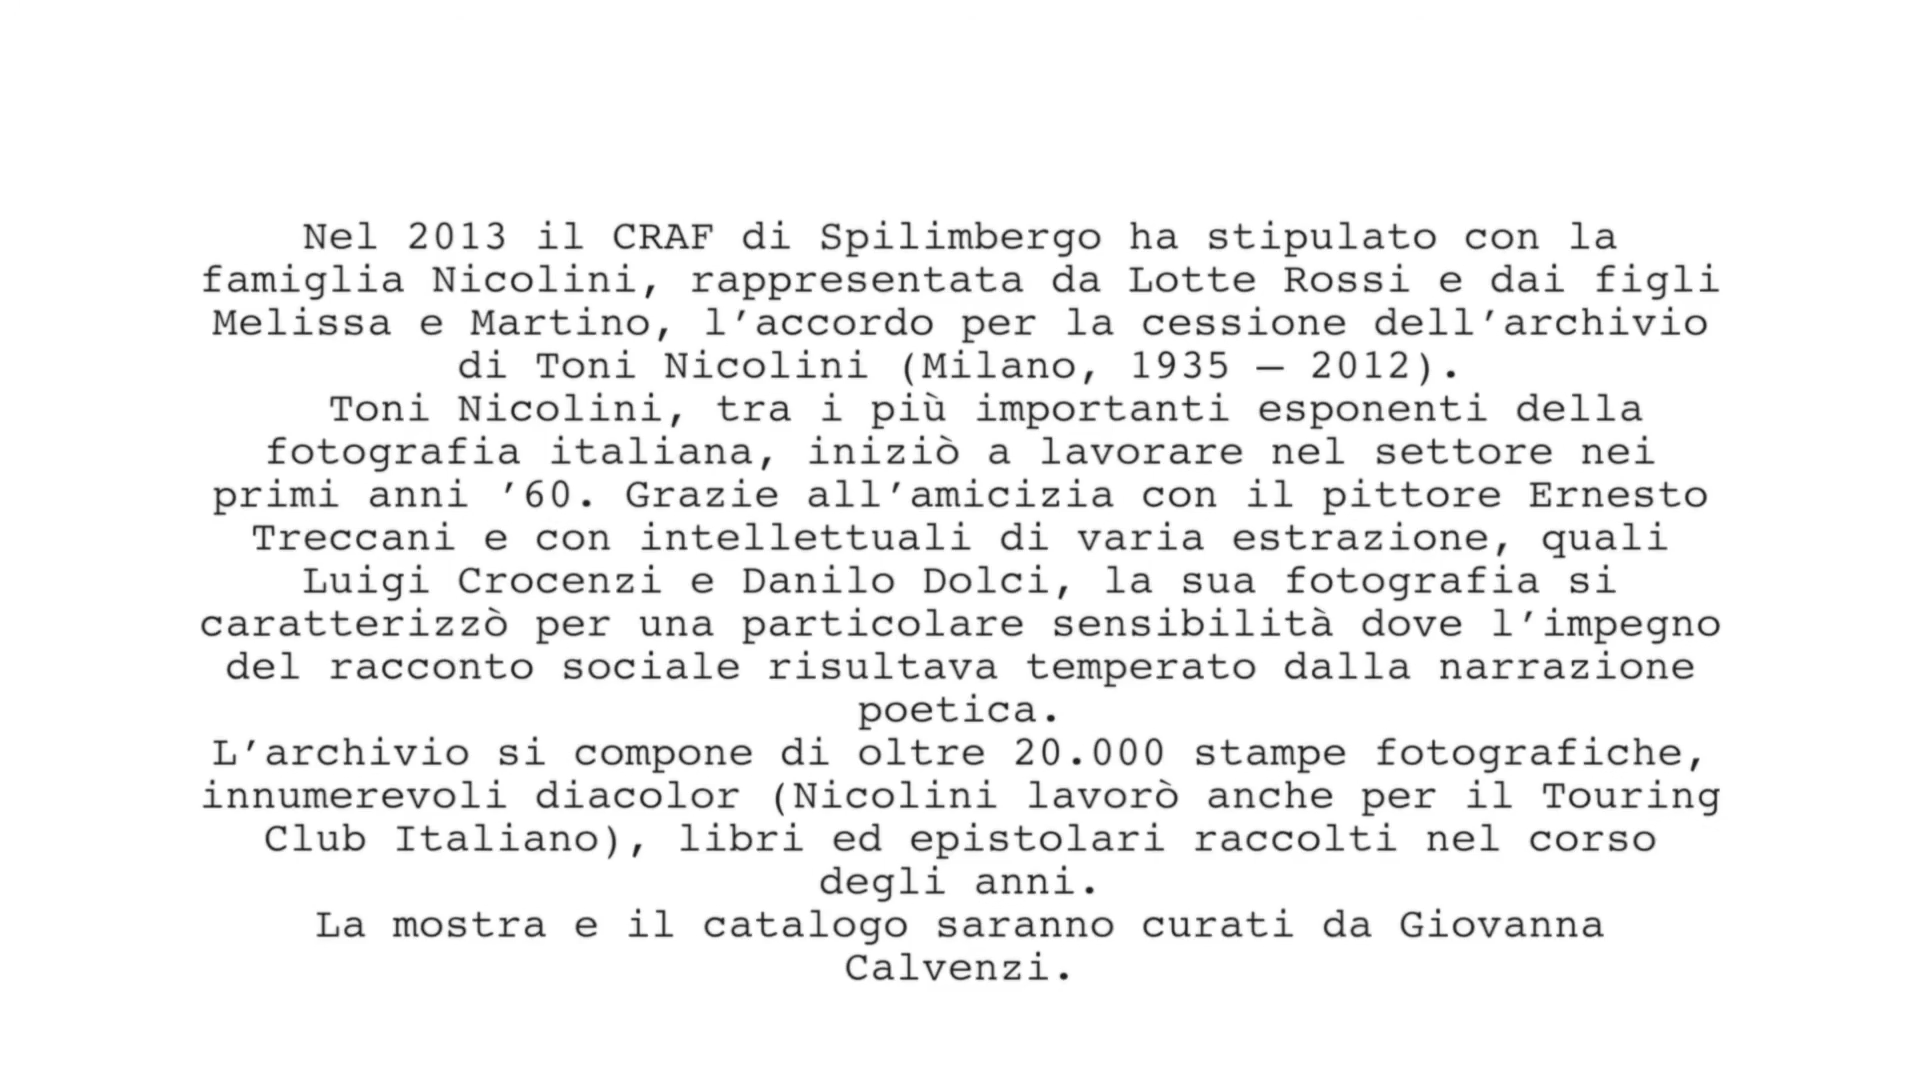 Nel 2013 il CRAF di Spilimbergo ha stipulato con la
famiglia Nicolini, rappresentata da Lotte Rossi e dai figli
Melissa e Martino, l’accordo per la cessione dell’archivio
di Toni Nicolini (Milano, 1935 – 2012).
Toni Nicolini, tra i più importanti esponenti della
fotografia italiana, iniziò a lavorare nel settore nei
primi anni ’60. Grazie all’amicizia con il pittore Ernesto
Treccani e con intellettuali di varia estrazione, quali
Luigi Crocenzi e Danilo Dolci, la sua fotografia si
caratterizzò per una particolare sensibilità dove l’impegno
del racconto sociale risultava temperato dalla narrazione
poetica.
L’archivio si compone di oltre 20.000 stampe fotografiche,
innumerevoli diacolor (Nicolini lavorò anche per il Touring
Club Italiano), libri ed epistolari raccolti nel corso
degli anni.
La mostra e il catalogo saranno curati da Giovanna
Calvenzi.